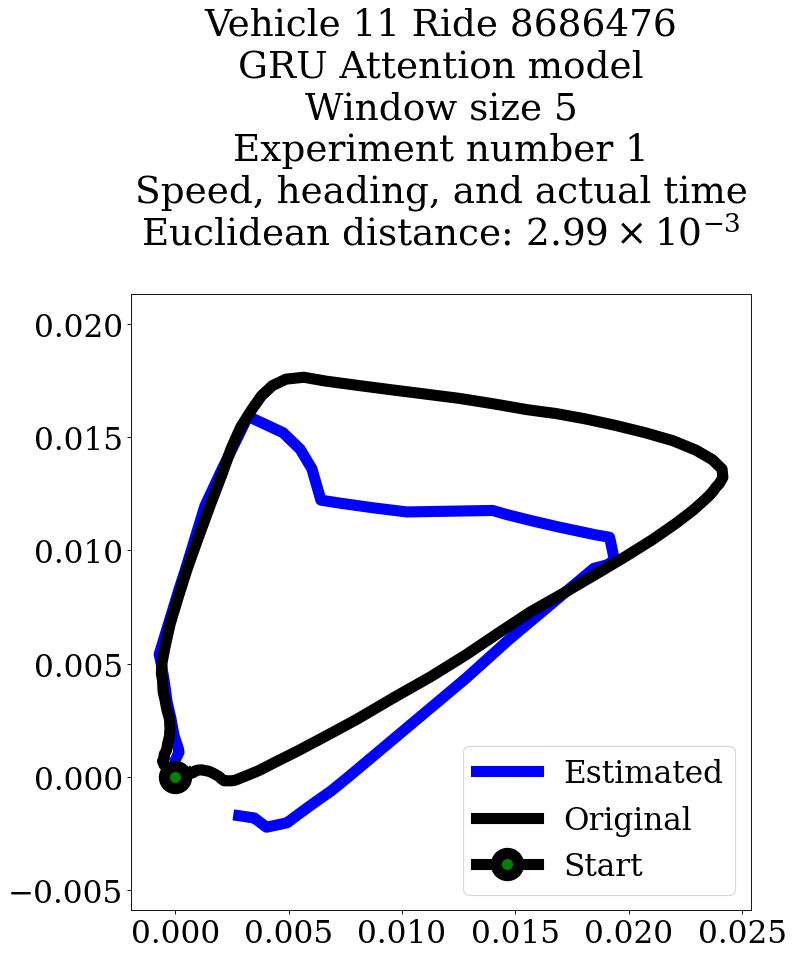 Vehicle 11 Ride 8686476
GRU Attention model
Window size 5
Experiment number 1
Speed, heading, and actual time
Euclidean distance: 2.99 × 10⁻³
0.020
0.015
0.010
0.005
0.000
−0.005
Estimated
Original
Start
0.000 0.005 0.010 0.015 0.020 0.025